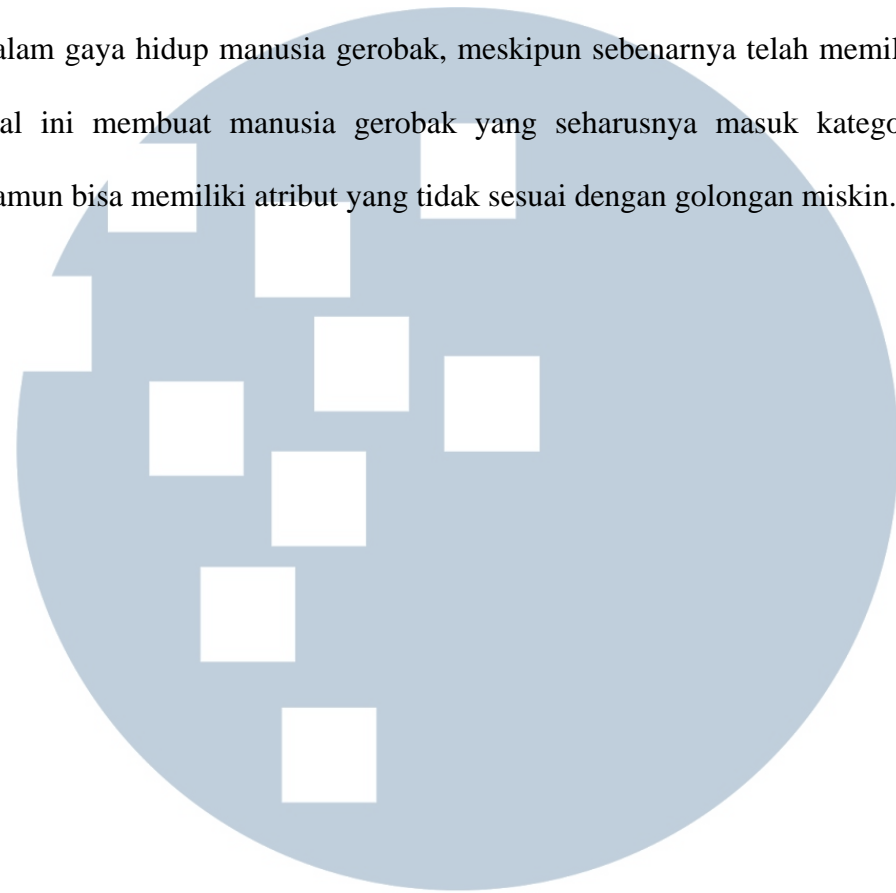 alam gaya hidup manusia gerobak, meskipun sebenarnya telah memil
al ini membuat manusia gerobak yang seharusnya masuk katego
amun bisa memiliki atribut yang tidak sesuai dengan golongan miskin.